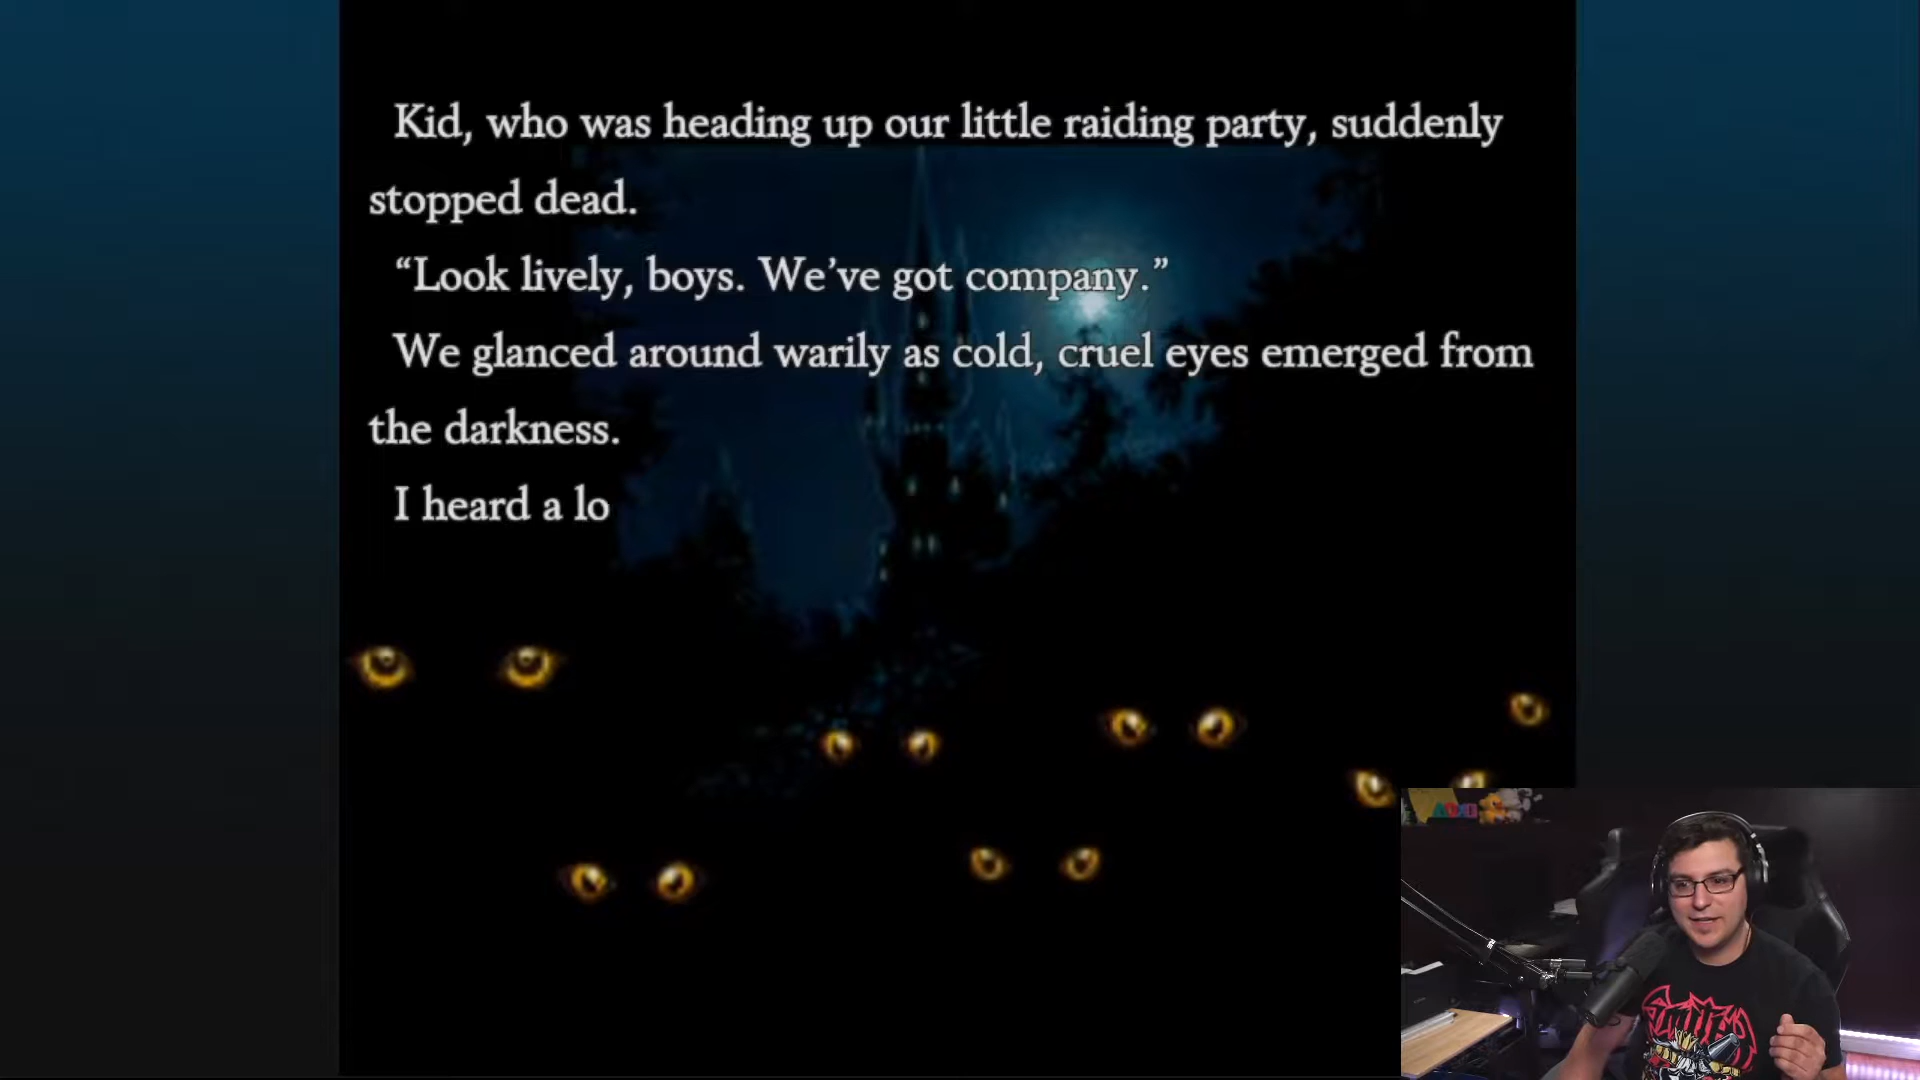 Kid, who was heading up our little raiding party, suddenly
stopped dead.
“Look lively, boys. We’ve got company.”
We glanced around warily as cold, cruel eyes emerged from
the darkness.
I heard a lo